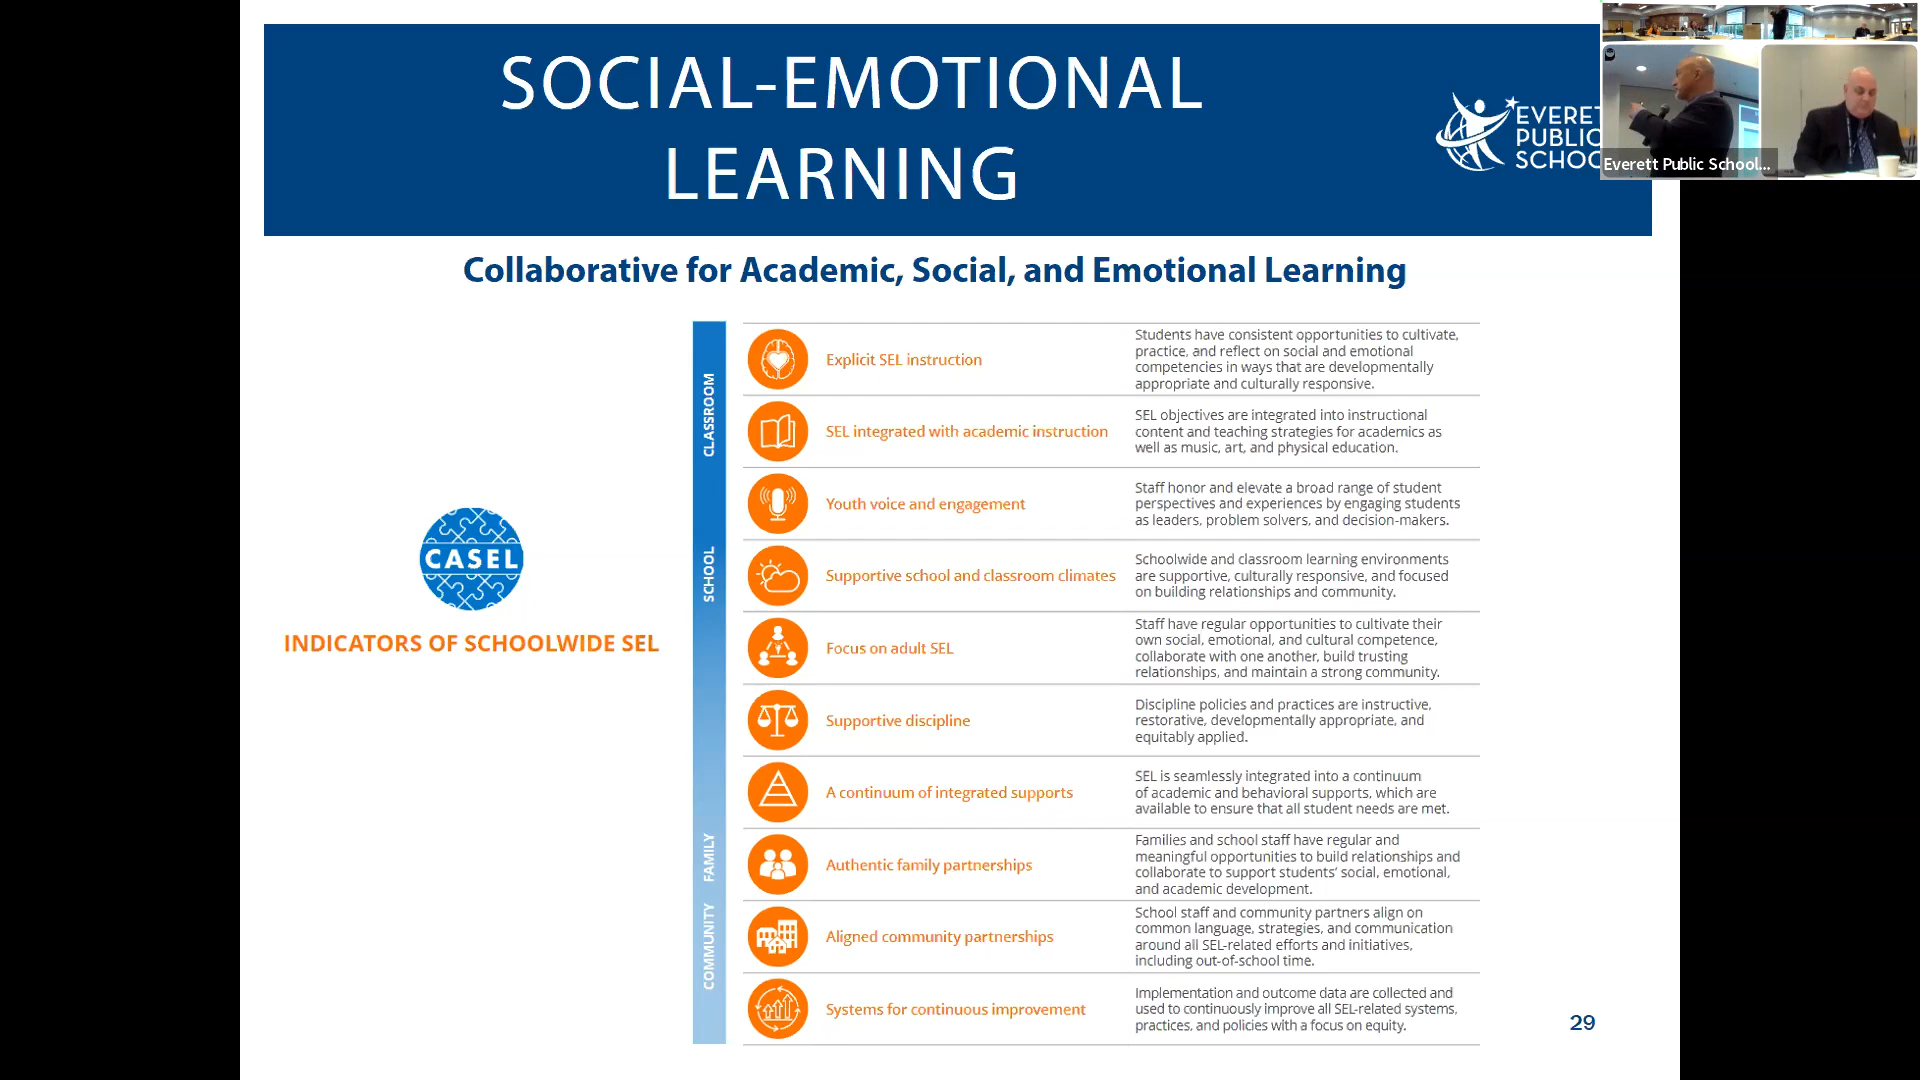 SOCIAL-EMOTIONAL
LEARNING
EVERET
PUBLIC
SCHOO
Everett Public School...
Collaborative for Academic, Social, and Emotional Learning
CASEL
INDICATORS OF SCHOOLWIDE SEL
CLASSROOM
SCHOOL
FAMILY
COMMUNITY
Explicit SEL instruction
Students have consistent opportunities to cultivate,
practice, and reflect on social and emotional
competencies in ways that are developmentally
appropriate and culturally responsive.
SEL integrated with academic instruction
SEL objectives are integrated into instructional
content and teaching strategies for academics as
well as music, art, and physical education.
Youth voice and engagement
Staff honor and elevate a broad range of student
perspectives and experiences by engaging students
as leaders, problem solvers, and decision-makers.
Supportive school and classroom climates
Schoolwide and classroom learning environments
are supportive, culturally responsive, and focused
on building relationships and community.
Focus on adult SEL
Staff have regular opportunities to cultivate their
own social, emotional, and cultural competence,
collaborate with one another, build trusting
relationships, and maintain a strong community.
Supportive discipline
Discipline policies and practices are instructive,
restorative, developmentally appropriate, and
equitably applied.
A continuum of integrated supports
SEL is seamlessly integrated into a continuum
of academic and behavioral supports, which are
available to ensure that all student needs are met.
Authentic family partnerships
Families and school staff have regular and
meaningful opportunities to build relationships and
collaborate to support students' social, emotional,
and academic development.
Aligned community partnerships
School staff and community partners align on
common language, strategies, and communication
around all SEL-related efforts and initiatives,
including out-of-school time.
Systems for continuous improvement
Implementation and outcome data are collected and
used to continuously improve all SEL-related systems,
practices, and policies with a focus on equity.
29